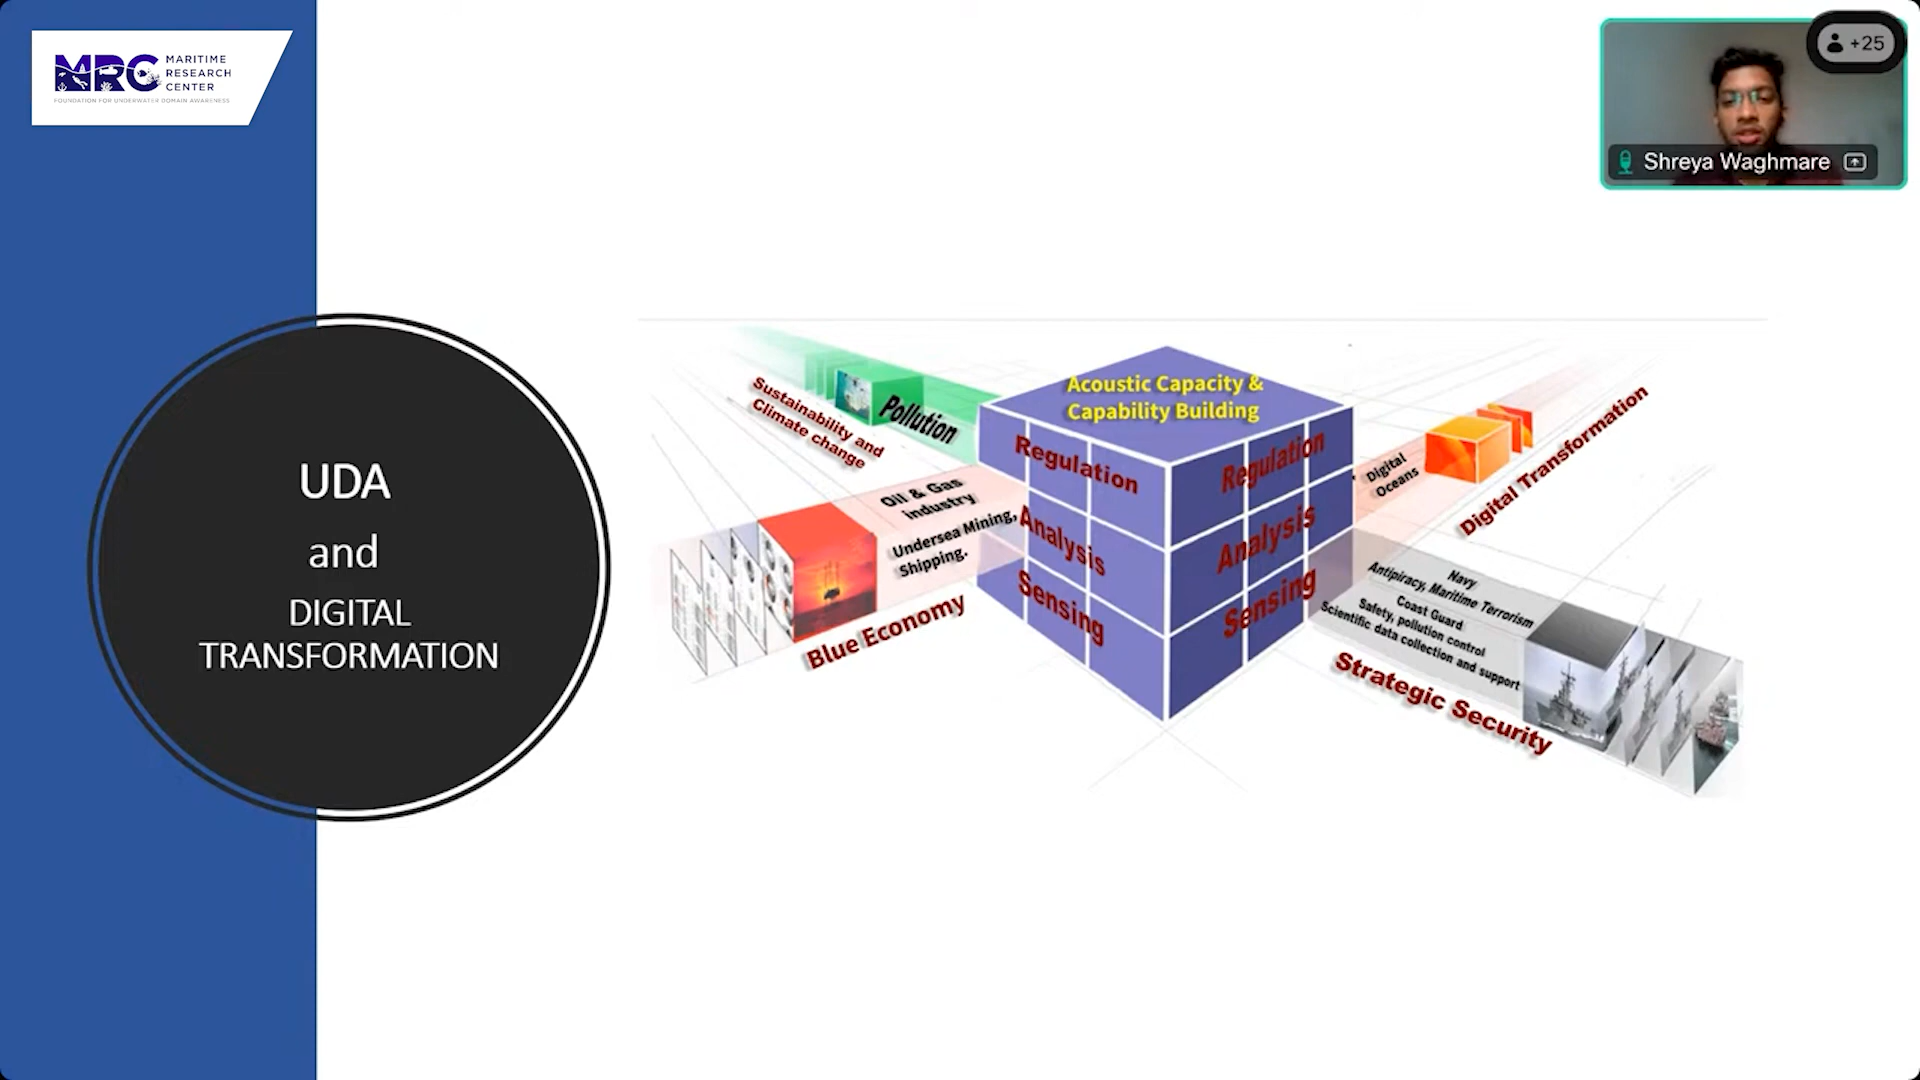 MRC
MARITIME
RESEARCH
CENTER
FOUNDATION FOR UNDERWATER DOMAIN AWARENESS
+25
Shreya Waghmare
UDA
and
DIGITAL
TRANSFORMATION
Acoustic Capacity &
Capability Building
Regulation
Analysis
Sensing
Regulation
Analysis
Sensing
Sustainability and
Climate change
Pollution
Oil & Gas
industry
Undersea Mining,
Shipping.
Blue Economy
Digital
Oceans
Digital Transformation
Navy
Antipiracy, Maritime Terrorism
Coast Guard
Safety, pollution control
Scientific data collection and support
Strategic Security